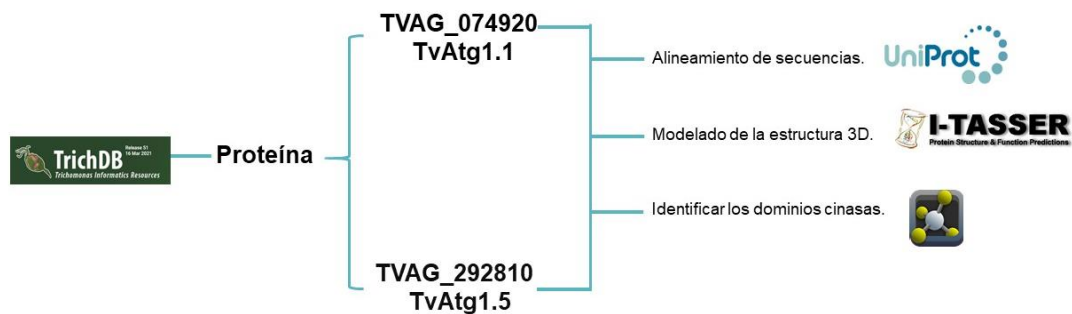 TrichDB
Release 51
16 Mar 2021
Trichomonas Informatics Resources
Proteína
TVAG_074920
TvAtg1.1
TVAG_292810
TvAtg1.5
Alineamiento de secuencias.
UniProt
Modelado de la estructura 3D.
I-TASSER
Protein Structure & Function Predictions
Identificar los dominios cinasas.